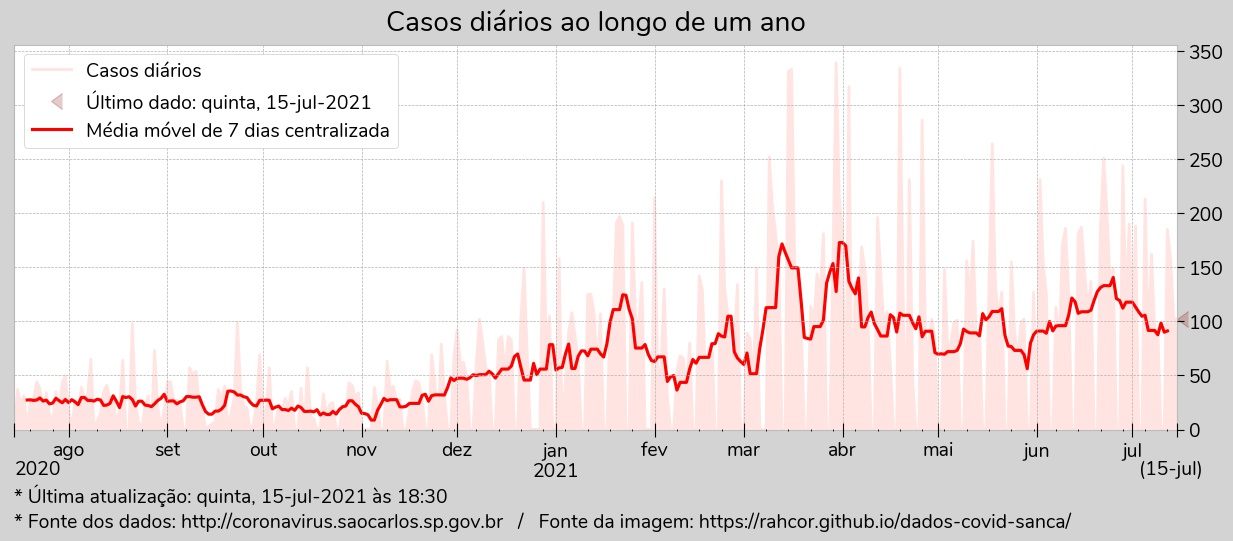 Casos diários ao longo de um ano
Casos diários
Último dado: quinta, 15-jul-2021
Média móvel de 7 dias centralizada
350
300
250
200
150
100
50
0
ago set out nov dez jan fev mar abr mai jun jul
2020 2021 (15-jul)
* Última atualização: quinta, 15-jul-2021 às 18:30
* Fonte dos dados: http://coronavirus.saocarlos.sp.gov.br / Fonte da imagem: https://rahcor.github.io/dados-covid-sanca/